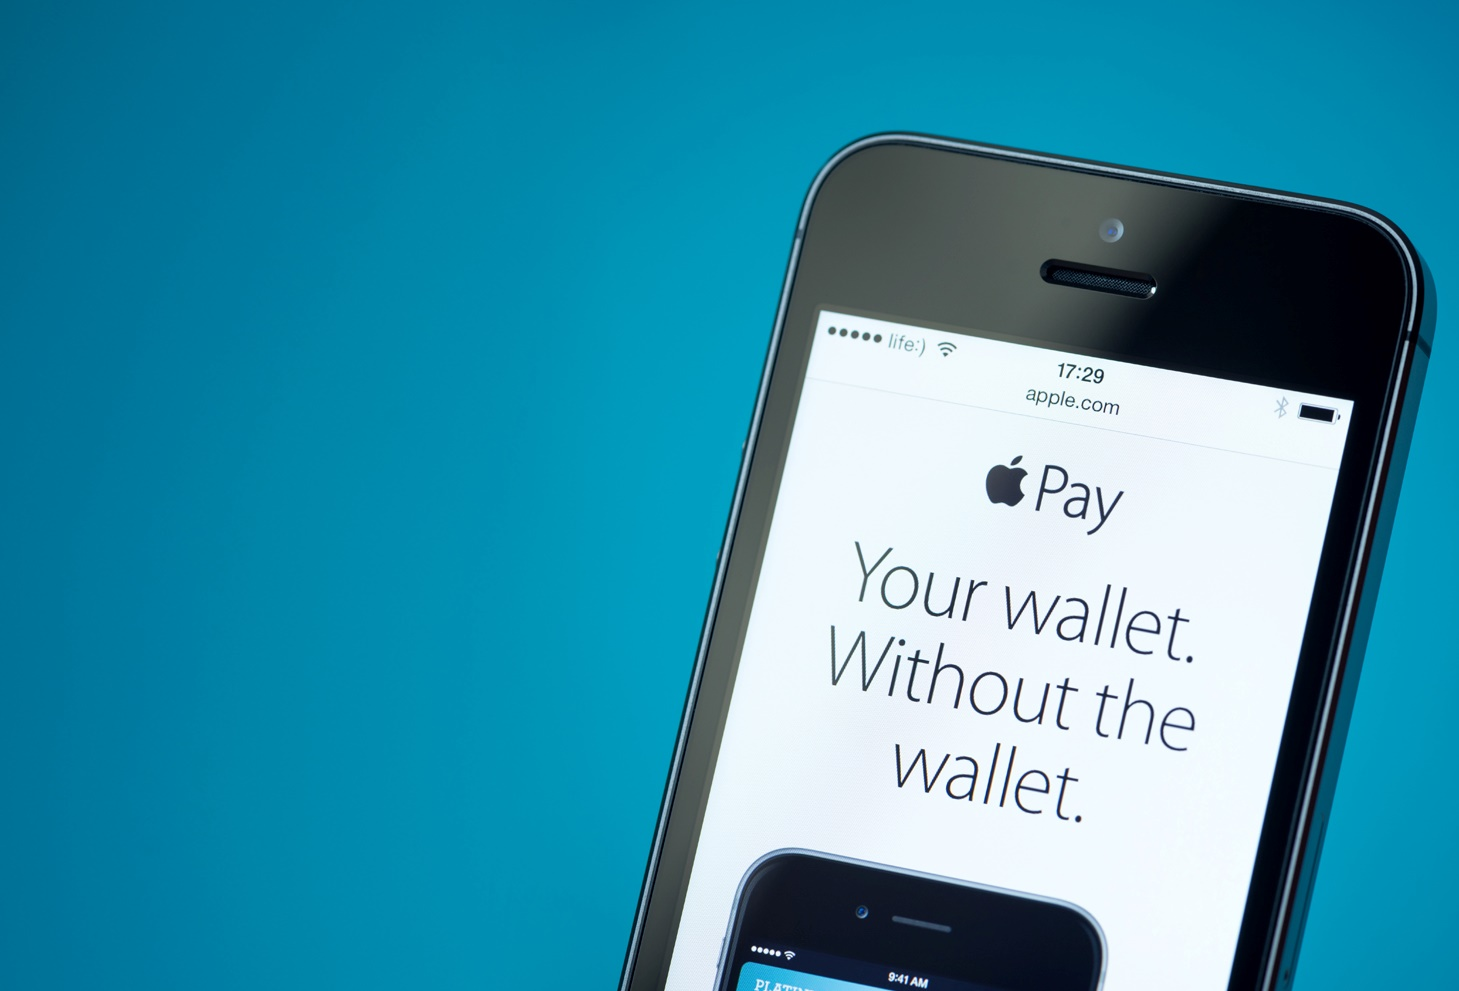 ●●●●● life:)
17:29
apple.com
Pay
Your wallet.
Without the
wallet.
9:41 AM